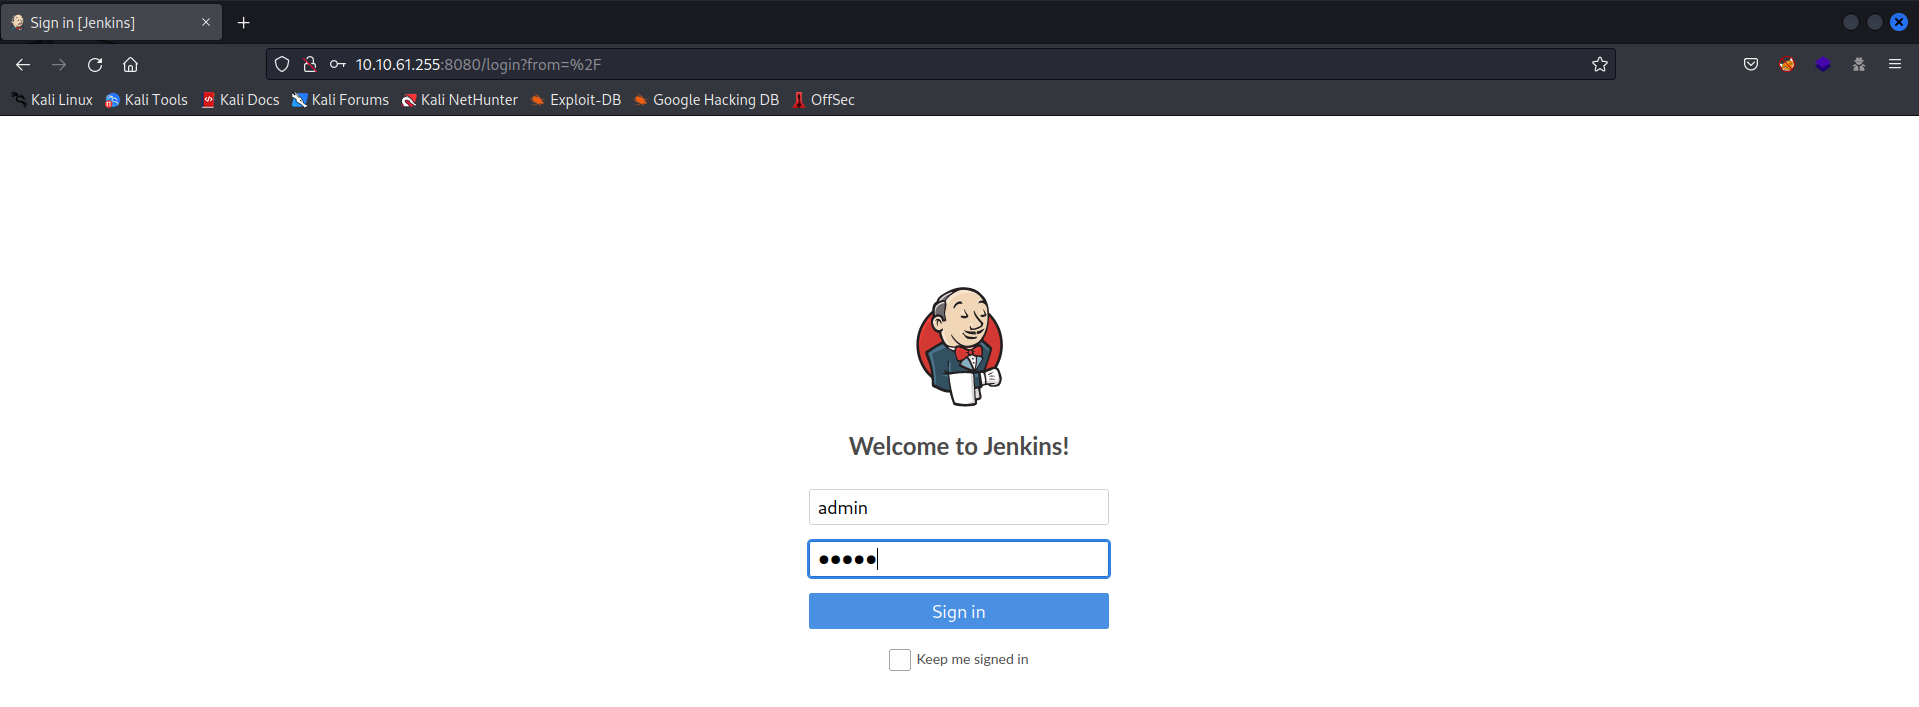 Sign in [Jenkins]
10.10.61.255:8080/login?from=%2F
Kali Linux Kali Tools Kali Docs Kali Forums Kali NetHunter Exploit-DB Google Hacking DB OffSec
Welcome to Jenkins!
admin
•••••
Sign in
Keep me signed in